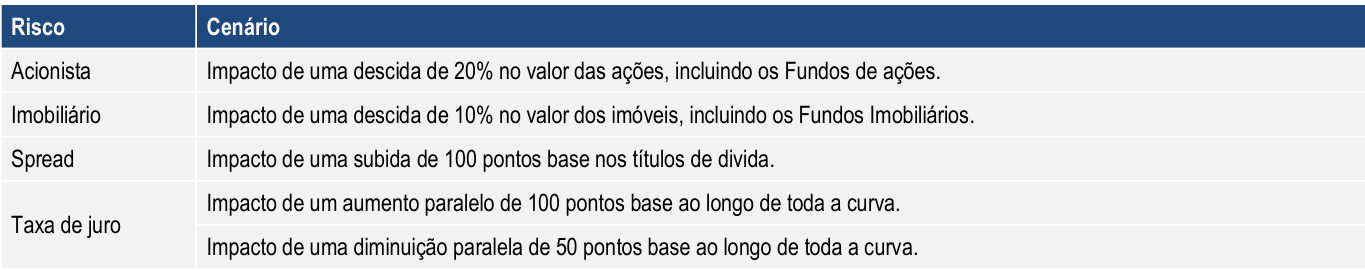 Risco Cenário
Acionista Impacto de uma descida de 20% no valor das ações, incluindo os Fundos de ações.
Imobiliário Impacto de uma descida de 10% no valor dos imóveis, incluindo os Fundos Imobiliários.
Spread Impacto de uma subida de 100 pontos base nos títulos de divida.
Taxa de juro
Impacto de um aumento paralelo de 100 pontos base ao longo de toda a curva.
Impacto de uma diminuição paralela de 50 pontos base ao longo de toda a curva.